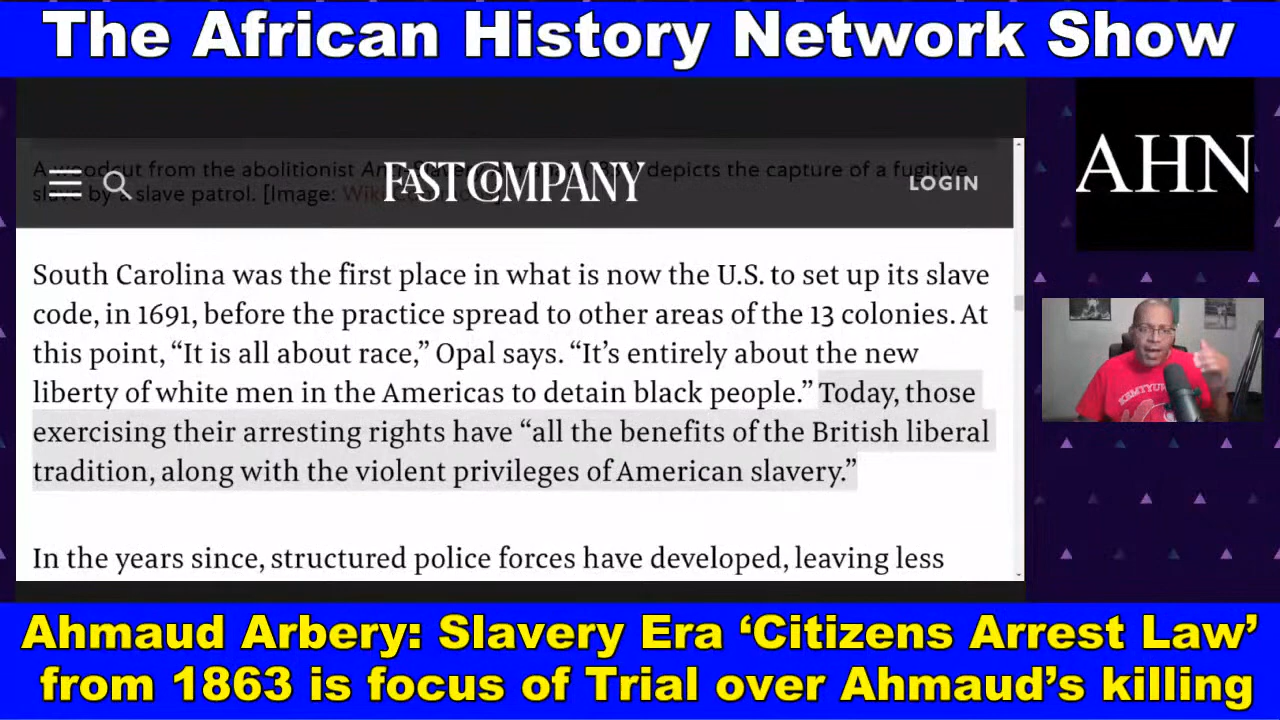 The African History Network Show
A woodcut from the abolitionist depicts the capture of a fugitive
slave by a slave patrol. [Image:
FAST COMPANY
LOGIN
AHN
South Carolina was the first place in what is now the U.S. to set up its slave
code, in 1691, before the practice spread to other areas of the 13 colonies. At
this point, “It is all about race,” Opal says. “It’s entirely about the new
liberty of white men in the Americas to detain black people.” Today, those
exercising their arresting rights have “all the benefits of the British liberal
tradition, along with the violent privileges of American slavery.”
In the years since, structured police forces have developed, leaving less
Ahmaud Arbery: Slavery Era ‘Citizens Arrest Law’
from 1863 is focus of Trial over Ahmaud’s killing